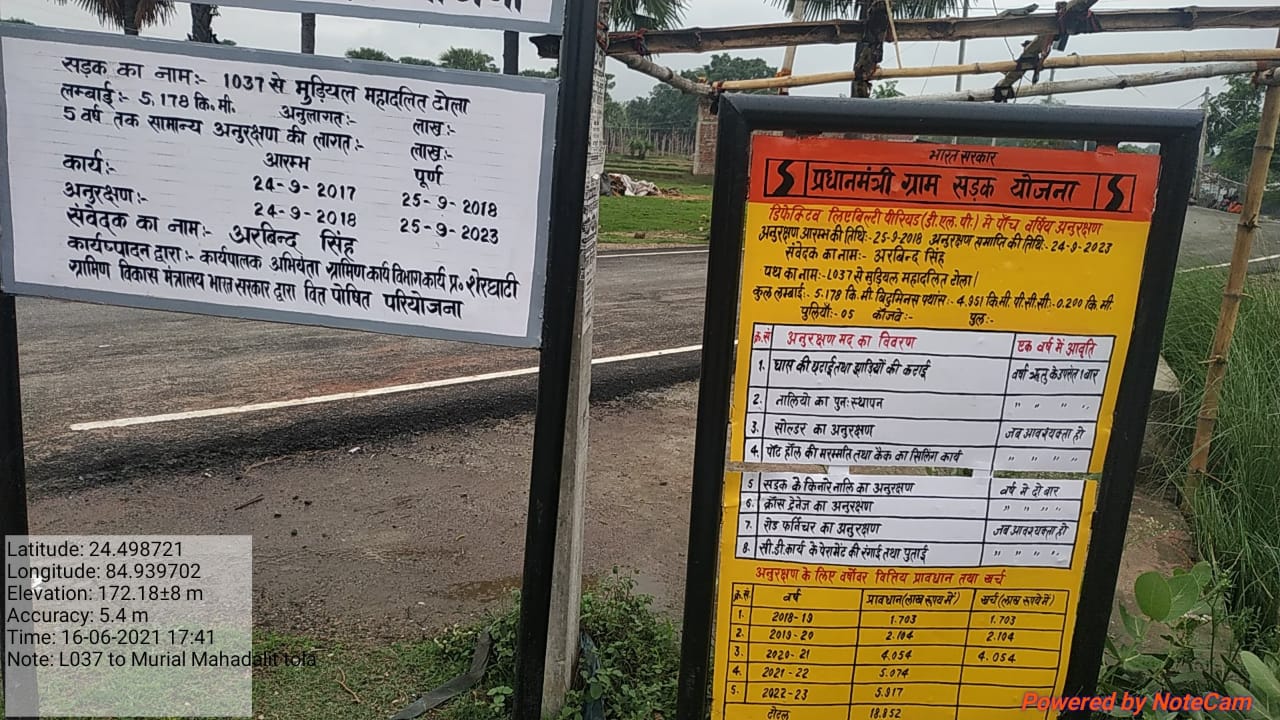 सड़क का नाम:- 1037 से मुड़ियल महादलित टोला
लम्बाई:- 5,178 कि.मी. अनुलागत:- लाख:-
5 वर्ष तक सामान्य अनुरक्षण की लागत:- लाख:-
कार्य:- आरम्भ पूर्ण
24-9-2017 25-9-2018
अनुरक्षण:- 24-9-2018 25-9-2023
संवेदक का नाम:- अरबिन्द सिंह
कार्यष्पादन द्वारा:- कार्यपालक अभियंता ग्रामिण कार्य विभाग कार्य प्र० शेरघाटी
ग्रामिण विकास मंत्रालय भारत सरकार द्वारा वित पोषित परियोजना
भारत सरकार
प्रधानमंत्री ग्राम सड़क योजना
डिफेक्टिव लिएबिल्टी पीरियड (डी.एल.पी.) मे पाँच वर्षिय अनुरक्षण
अनुरक्षण आरम्भ की तिथि:- 25-9-2018 अनुरक्षण समाप्ति की तिथि:- 24-9-2023
संवेदक का नाम:- अरबिन्द सिंह
पथ का नाम:- L037 से मुड़ियल महादलित टोला।
कुल लम्बाई:- 5.178 कि.मी. बिटुमिनस पथांस:- 4.951 कि.मी. पी.सी.सी:- 0.200 कि.मी.
पुलियाँ:- 05 कॉजवे:- पुल:-
क्र.सं अनुरक्षण मद का विवरण एक वर्ष में आवृति
1. घास की छटाई तथा झाड़ियों की कटाई वर्षा ऋतु के उपरांत 1 बार
2. नालियो का पुन: स्थापन " " " "
3. सोल्डर का अनुरक्षण जब आवश्यक्ता हो
4. पॉट हॉल की मरम्मति तथा क्रैक का सिलिंग कार्य " " " "
5 सड़क के किनारे नालि का अनुरक्षण वर्ष मे दो बार
6. क्रॉस ट्रेनेज का अनुरक्षण " " " "
7. रोड फर्निचर का अनुरक्षण जब आवश्यक्ता हो
8. सी.डी.कार्य के पेरामेंट की रंगाई तथा पुताई " " " "
अनुरक्षण के लिए वर्षवार वित्तिय प्रावधान तथा खर्च
क्र.सं वर्ष प्रावधान(लाख रूपये में) खर्च (लाख रूपये में)
1. 2018-19 1.703 1.703
2. 2019-20 2.104 2.104
3. 2020-21 4.054 4.054
4. 2021-22 5.074
5. 2022-23 5.917
टोटल 18.852
Latitude: 24.498721
Longitude: 84.939702
Elevation: 172.18±8 m
Accuracy: 5.4 m
Time: 16-06-2021 17:41
Note: L037 to Murial Mahadalit tola
Powered by NoteCam